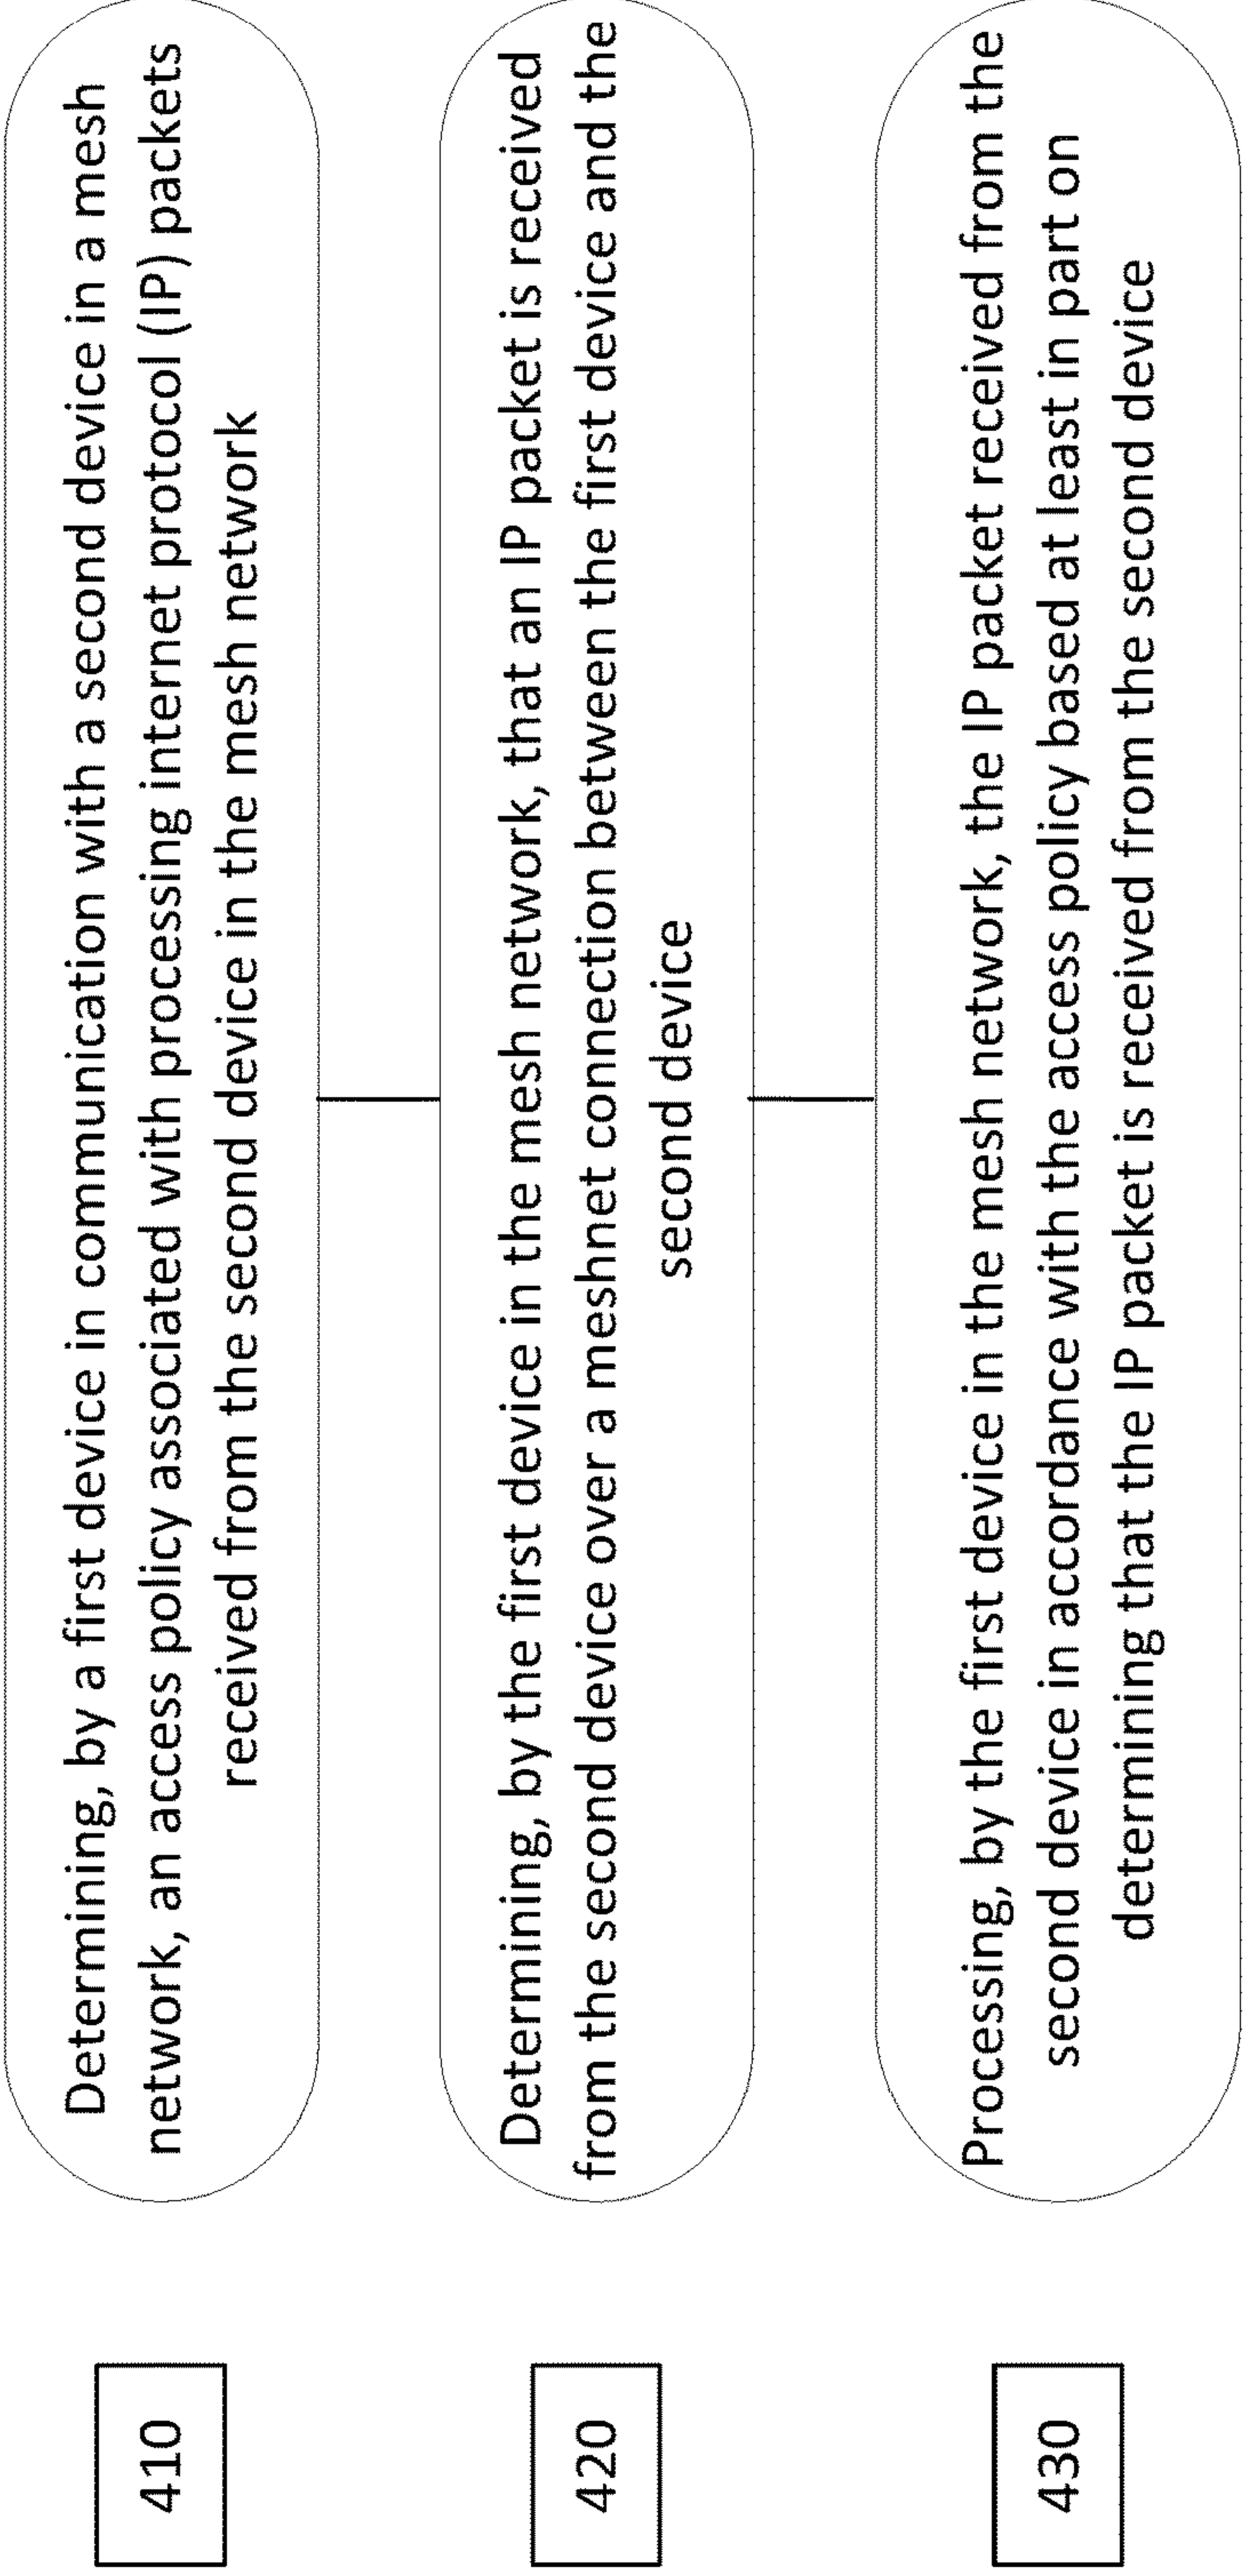 410
Determining, by a first device in communication with a second device in a mesh
network, an access policy associated with processing internet protocol (IP) packets
received from the second device in the mesh network
420
Determining, by the first device in the mesh network, that an IP packet is received
from the second device over a meshnet connection between the first device and the
second device
430
Processing, by the first device in the mesh network, the IP packet received from the
second device in accordance with the access policy based at least in part on
determining that the IP packet is received from the second device